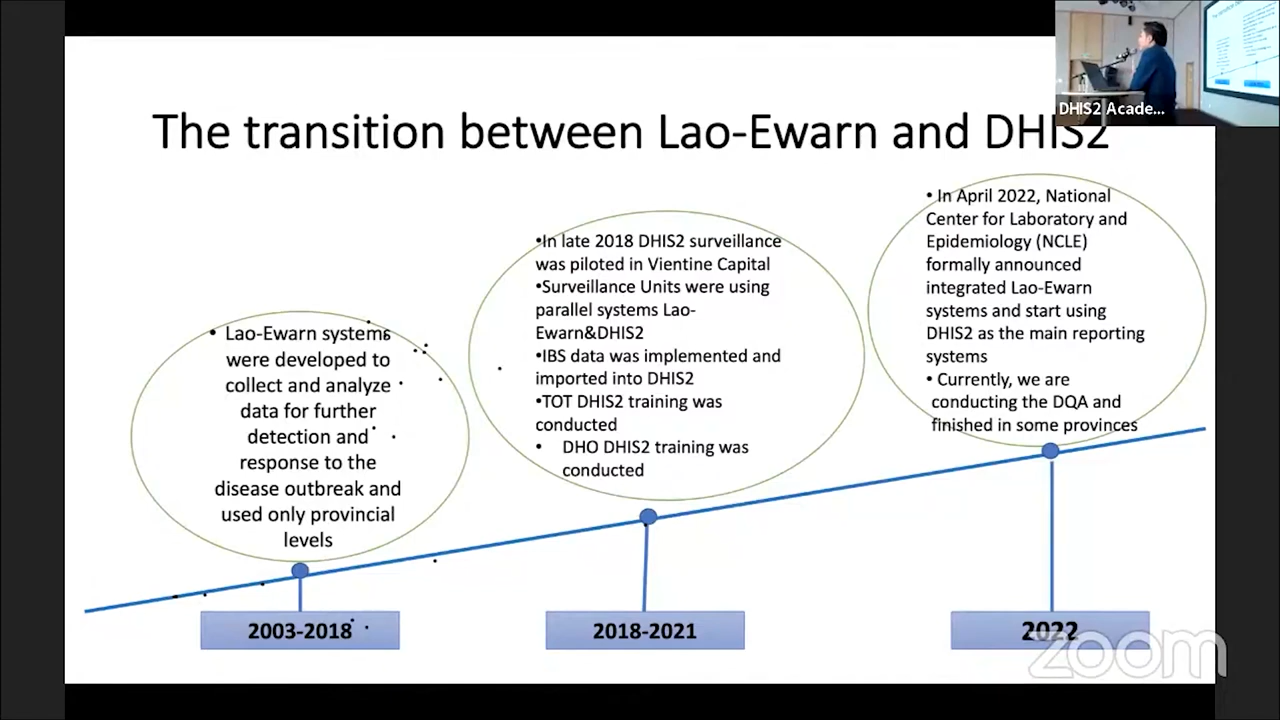 The transition between Lao-Ewarn and DHIS2
DHIS2 Acade...
• Lao-Ewarn systems
were developed to
collect and analyze
data for further
detection and
response to the
disease outbreak and
used only provincial
levels
•In late 2018 DHIS2 surveillance
was piloted in Vientine Capital
•Surveillance Units were using
parallel systems Lao-
Ewarn&DHIS2
•IBS data was implemented and
imported into DHIS2
•TOT DHIS2 training was
conducted
• DHO DHIS2 training was
conducted
• In April 2022, National
Center for Laboratory and
Epidemiology (NCLE)
formally announced
integrated Lao-Ewarn
systems and start using
DHIS2 as the main reporting
systems
• Currently, we are
conducting the DQA and
finished in some provinces
2003-2018
2018-2021
2022
zoom